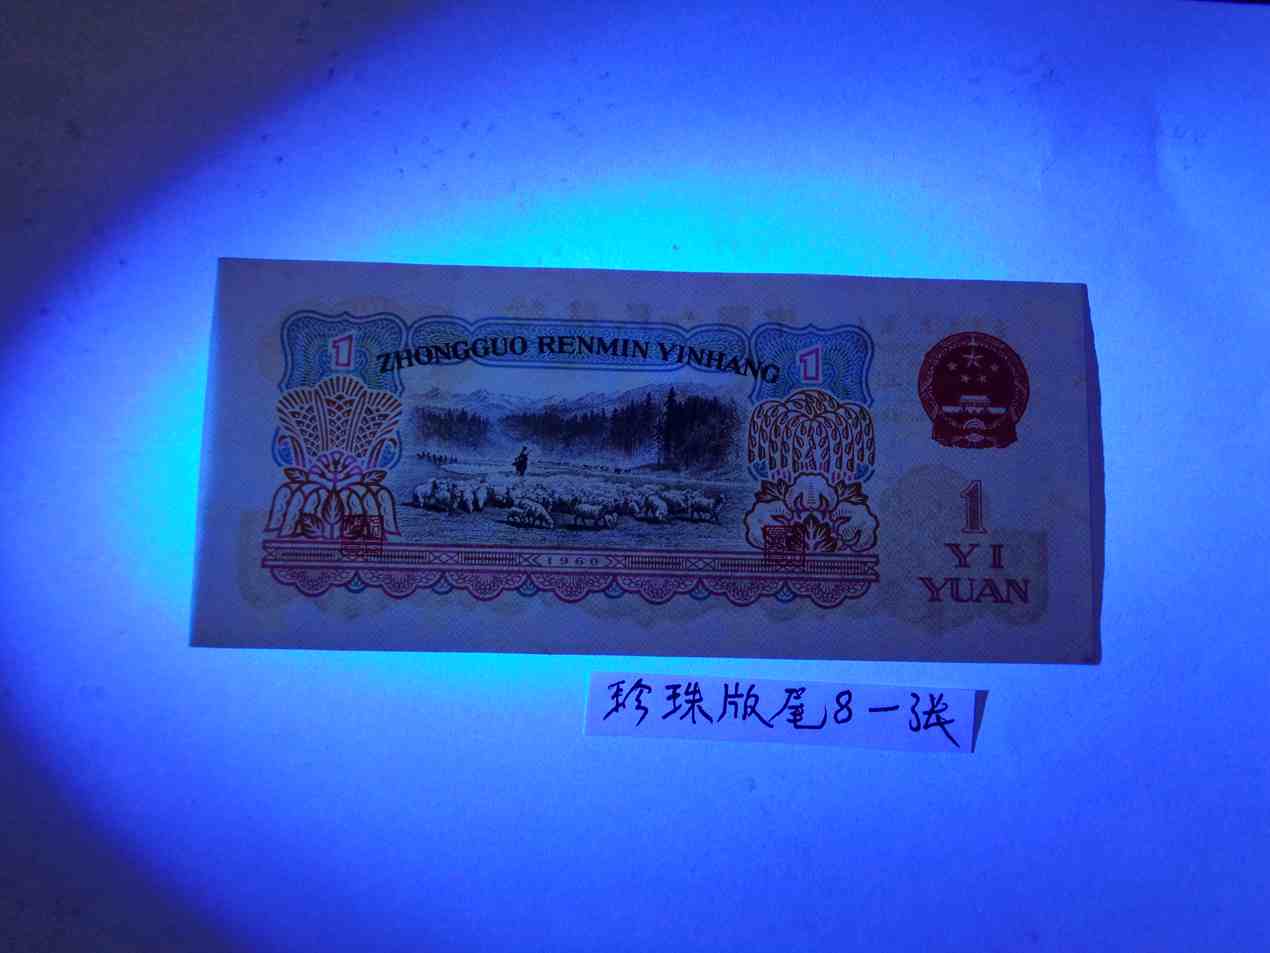 1
ZHONGGUO RENMIN YINHANG
1
1960
1
YI
YUAN
珍珠版尾8一张